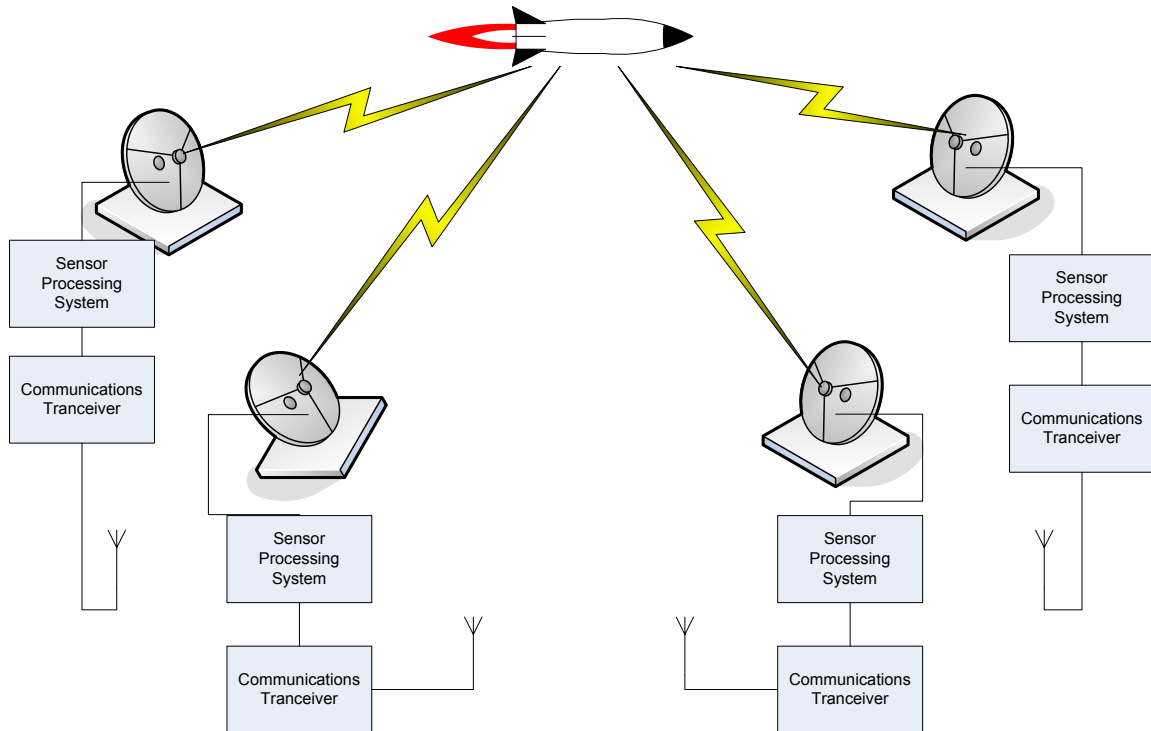 Sensor
Processing
System
Communications
Tranceiver
Sensor
Processing
System
Communications
Tranceiver
Sensor
Processing
System
Communications
Tranceiver
Sensor
Processing
System
Communications
Tranceiver